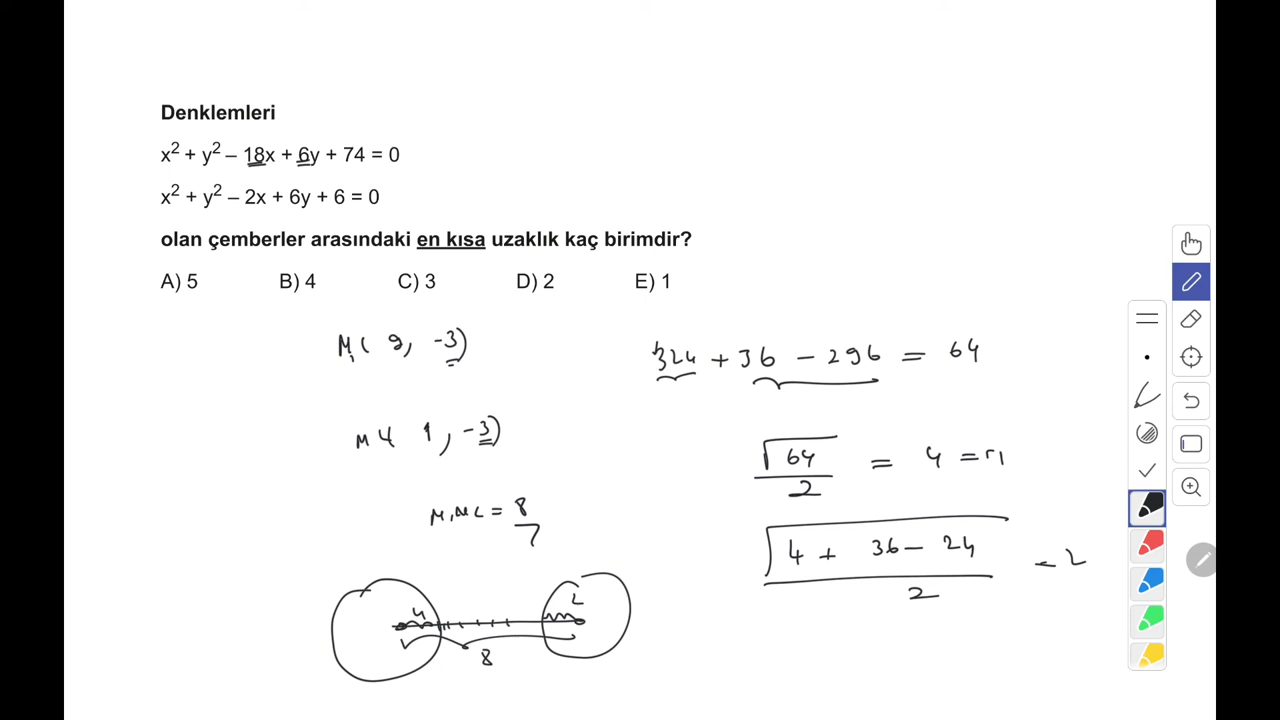 Denklemleri
x² + y² – 18x + 6y + 74 = 0
x² + y² – 2x + 6y + 6 = 0
olan çemberler arasındaki en kısa uzaklık kaç birimdir?
A) 5 B) 4 C) 3 D) 2 E) 1
M₁( 9, -3)
324 + 36 - 296 = 64
M₂( 1, -3)
√64 / 2 = 4 = r₁
M₁M₂ = 8
√4 + 36 - 24 / 2 = 2
4 2
8